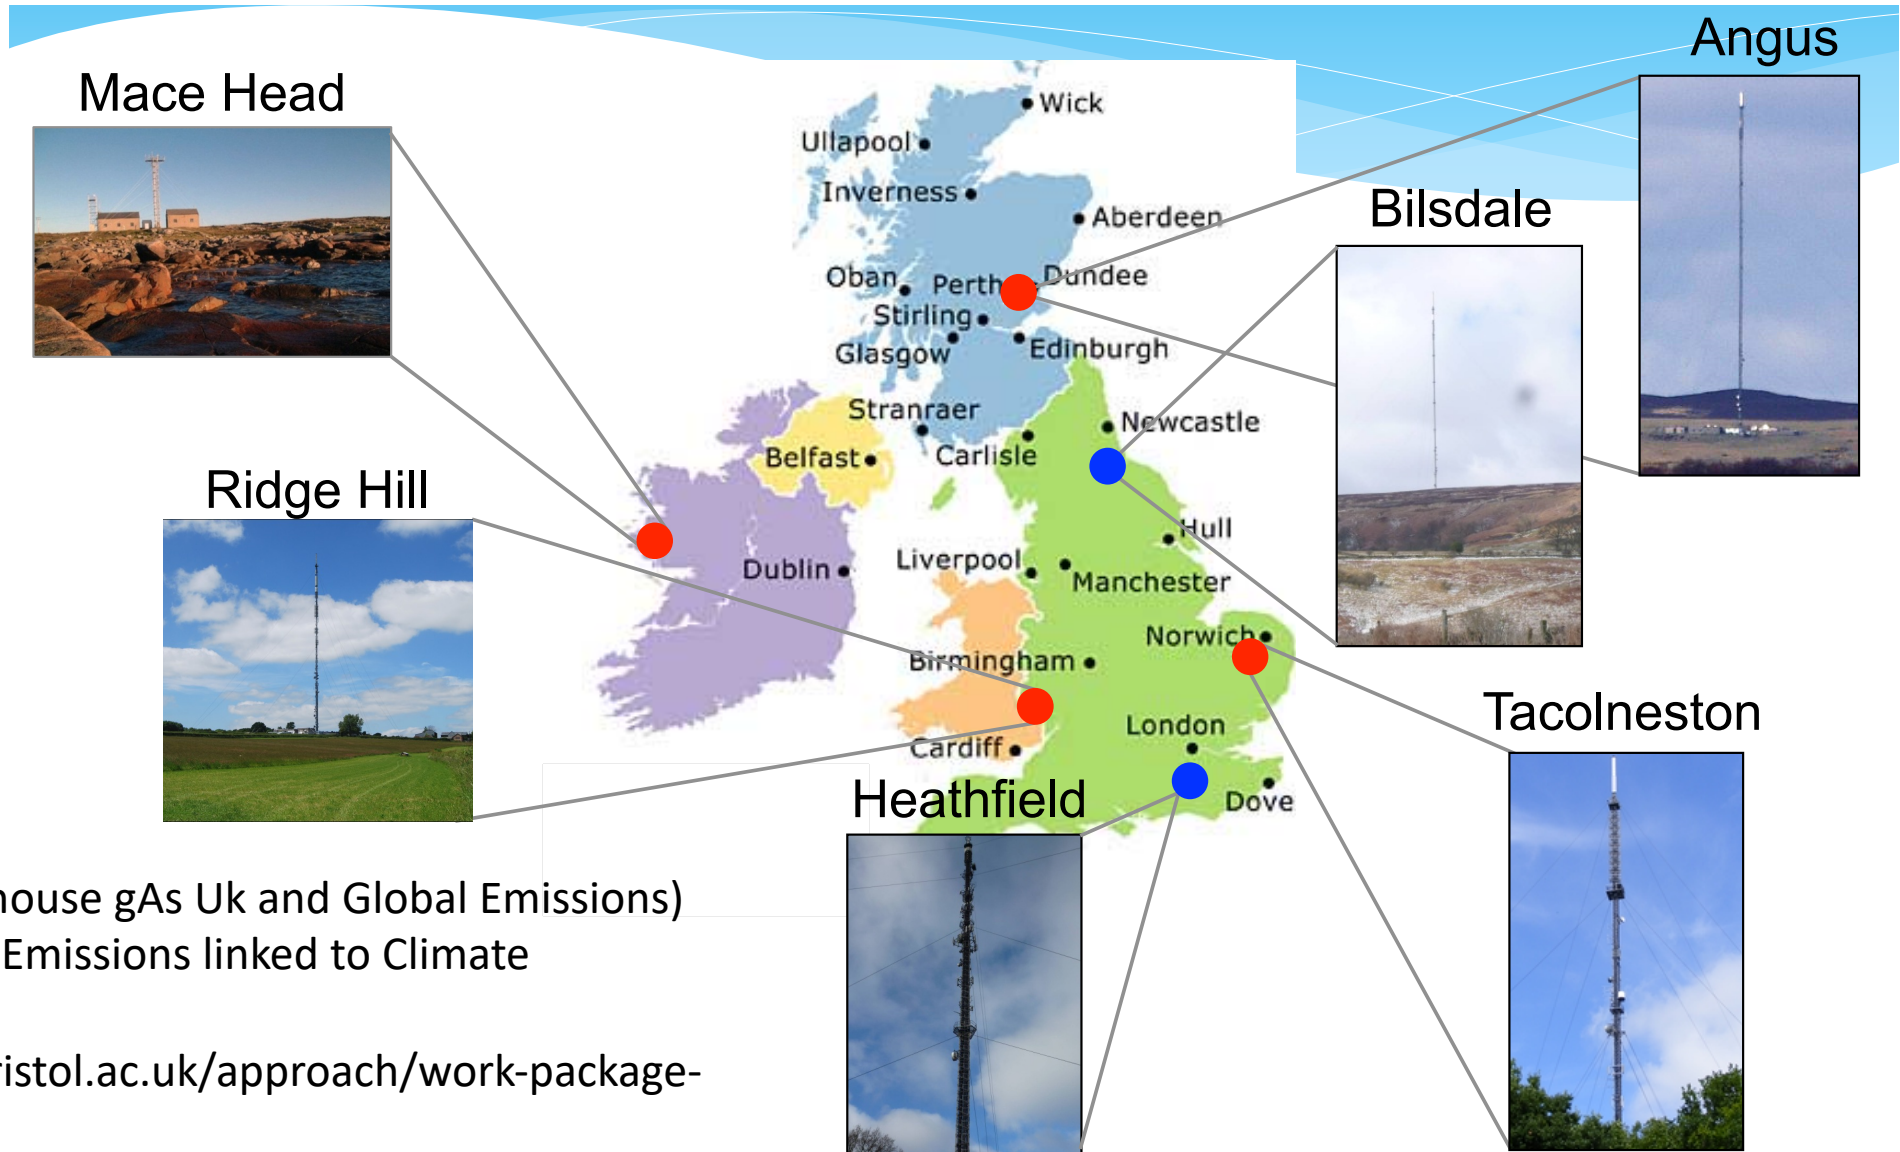 Angus
Mace Head
Wick
Ullapool
Inverness
Bilsdale
Aberdeen
Oban
Perth
Dundee
Stirling
Glasgow
Edinburgh
Stranraer
Newcastle
Belfast
Carlisle
Ridge Hill
Hull
Liverpool
Dublin
Manchester
Norwich
Birmingham
Tacolneston
London
Cardiff
Heathfield
Dove
house gAs Uk and Global Emissions)
Emissions linked to Climate
ristol.ac.uk/approach/work-package-